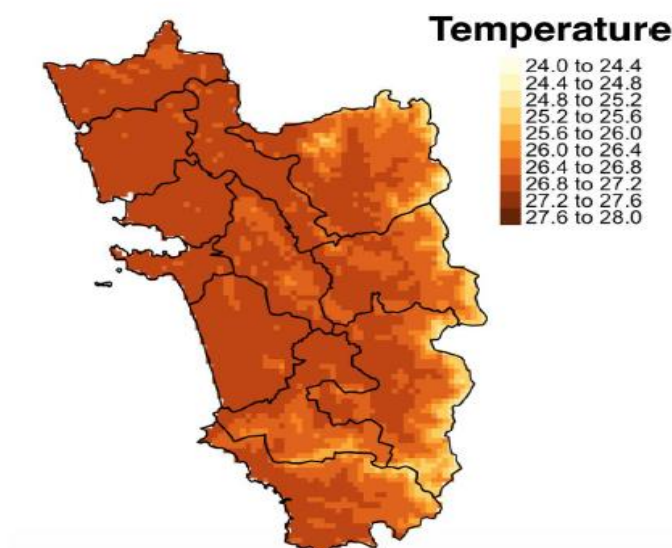 Temperature
24.0 to 24.4
24.4 to 24.8
24.8 to 25.2
25.2 to 25.6
25.6 to 26.0
26.0 to 26.4
26.4 to 26.8
26.8 to 27.2
27.2 to 27.6
27.6 to 28.0